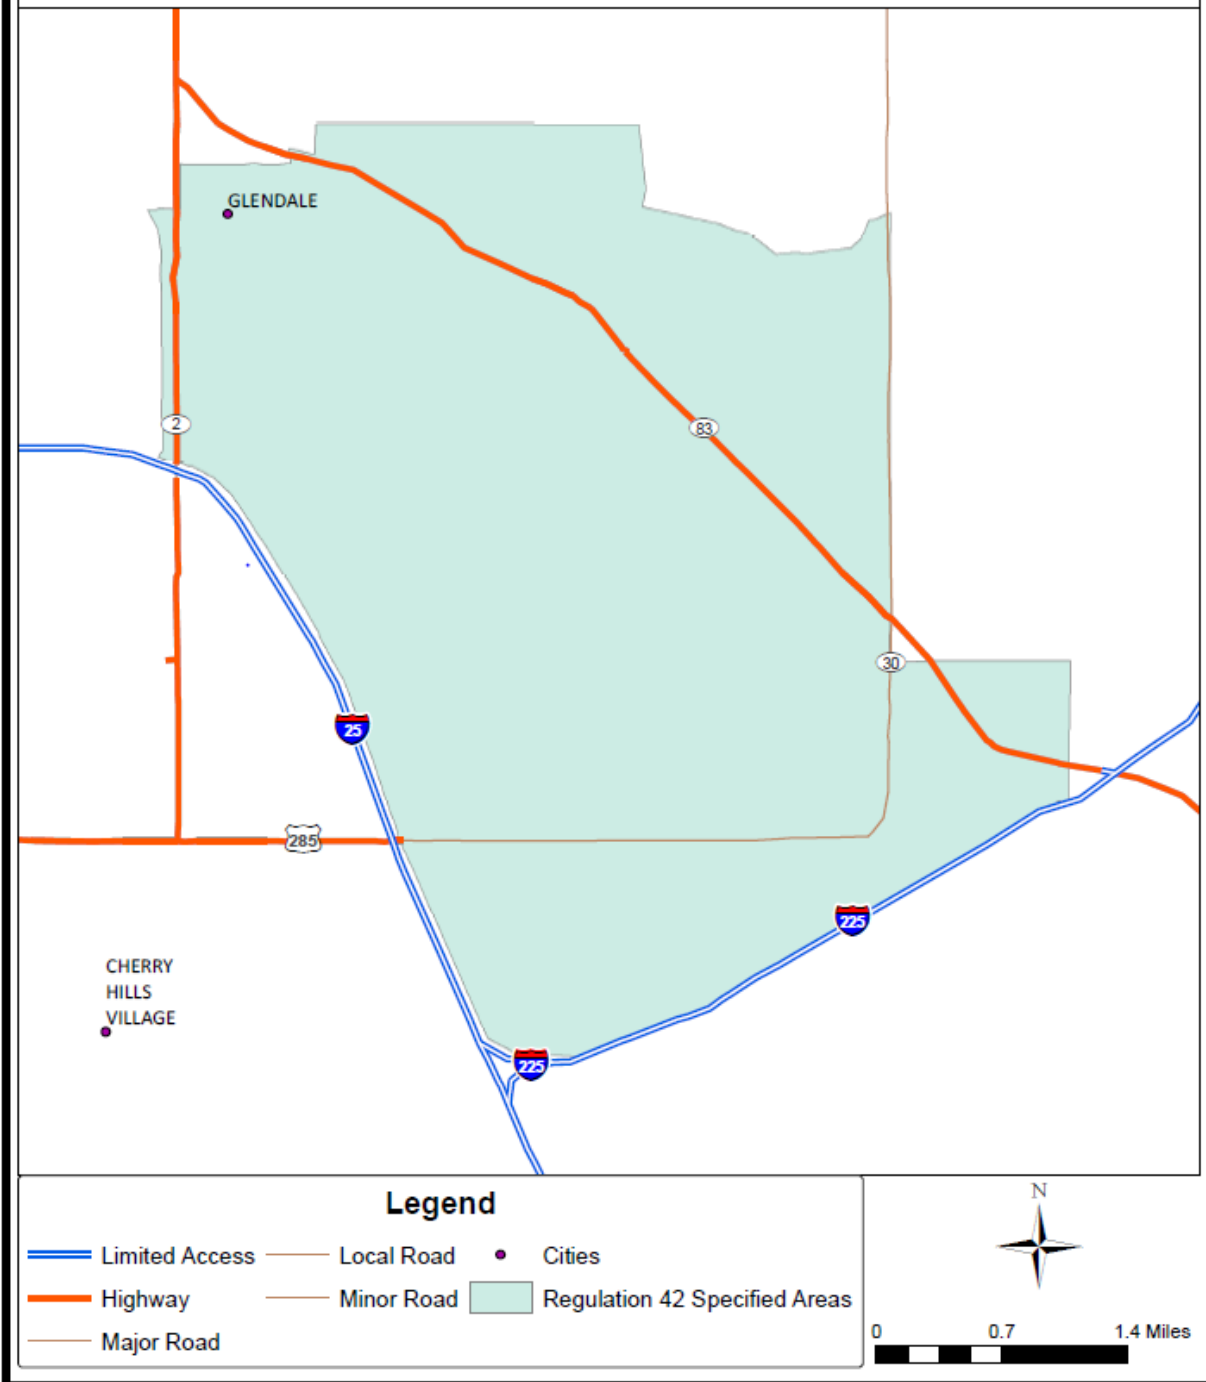 GLENDALE
2
83
30
25
285
225
CHERRY
HILLS
VILLAGE
225
Legend
Limited Access
Local Road
Cities
Highway
Minor Road
Regulation 42 Specified Areas
Major Road
N
0 0.7 1.4 Miles